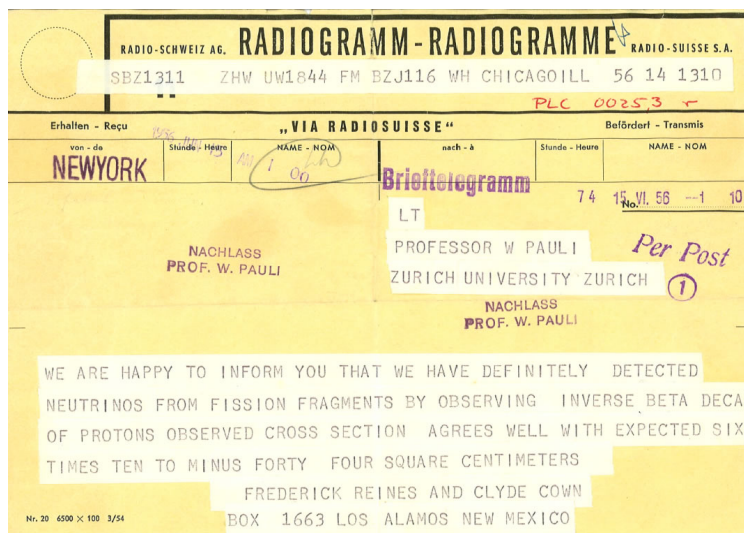 RADIO-SCHWEIZ AG. RADIOGRAMM-RADIOGRAMME RADIO-SUISSE S.A.
SBZ1311 ZHW UW1844 FM BZJ116 WH CHICAGOILL 56 14 1310
PLC 0025,3 r
Erhalten - Reçu „VIA RADIOSUISSE“ Befördert - Transmis
von - de Stunde - Heure NAME - NOM nach - à Stunde - Heure NAME - NOM
NEWYORK
Brieftelegramm 74 15. VI. 56 --1 10
No.
LT
NACHLASS
PROF. W. PAULI
PROFESSOR W PAULI
ZURICH UNIVERSITY ZURICH
Per Post
1
NACHLASS
PROF. W. PAULI
WE ARE HAPPY TO INFORM YOU THAT WE HAVE DEFINITELY DETECTED
NEUTRINOS FROM FISSION FRAGMENTS BY OBSERVING INVERSE BETA DECA
OF PROTONS OBSERVED CROSS SECTION AGREES WELL WITH EXPECTED SIX
TIMES TEN TO MINUS FORTY FOUR SQUARE CENTIMETERS
FREDERICK REINES AND CLYDE COWN
BOX 1663 LOS ALAMOS NEW MEXICO
Nr. 20 6500 × 100 3/54